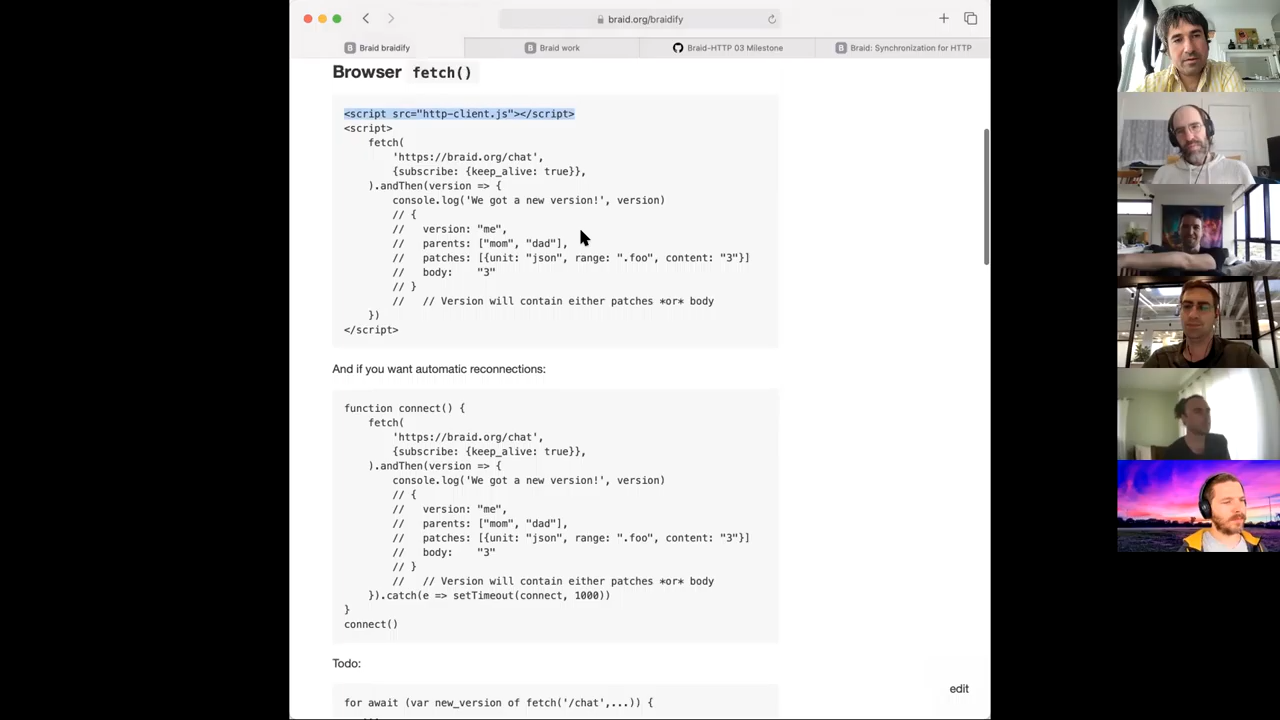 braid.org/braidify
Braid braidify
Braid work
Braid-HTTP 03 Milestone
Braid: Synchronization for HTTP
Browser fetch()
<script src="http-client.js"></script>
<script>
    fetch(
        'https://braid.org/chat',
        {subscribe: {keep_alive: true}},
    ).andThen(version => {
        console.log('We got a new version!', version)
        // {
        //   version: "me",
        //   parents: ["mom", "dad"],
        //   patches: [{unit: "json", range: ".foo", content: "3"}]
        //   body:    "3"
        // }
        //   // Version will contain either patches *or* body
    })
</script>
And if you want automatic reconnections:
function connect() {
    fetch(
        'https://braid.org/chat',
        {subscribe: {keep_alive: true}},
    ).andThen(version => {
        console.log('We got a new version!', version)
        // {
        //   version: "me",
        //   parents: ["mom", "dad"],
        //   patches: [{unit: "json", range: ".foo", content: "3"}]
        //   body:    "3"
        // }
        //   // Version will contain either patches *or* body
    }).catch(e => setTimeout(connect, 1000))
}
connect()
Todo:
edit
for await (var new_version of fetch('/chat',...)) {